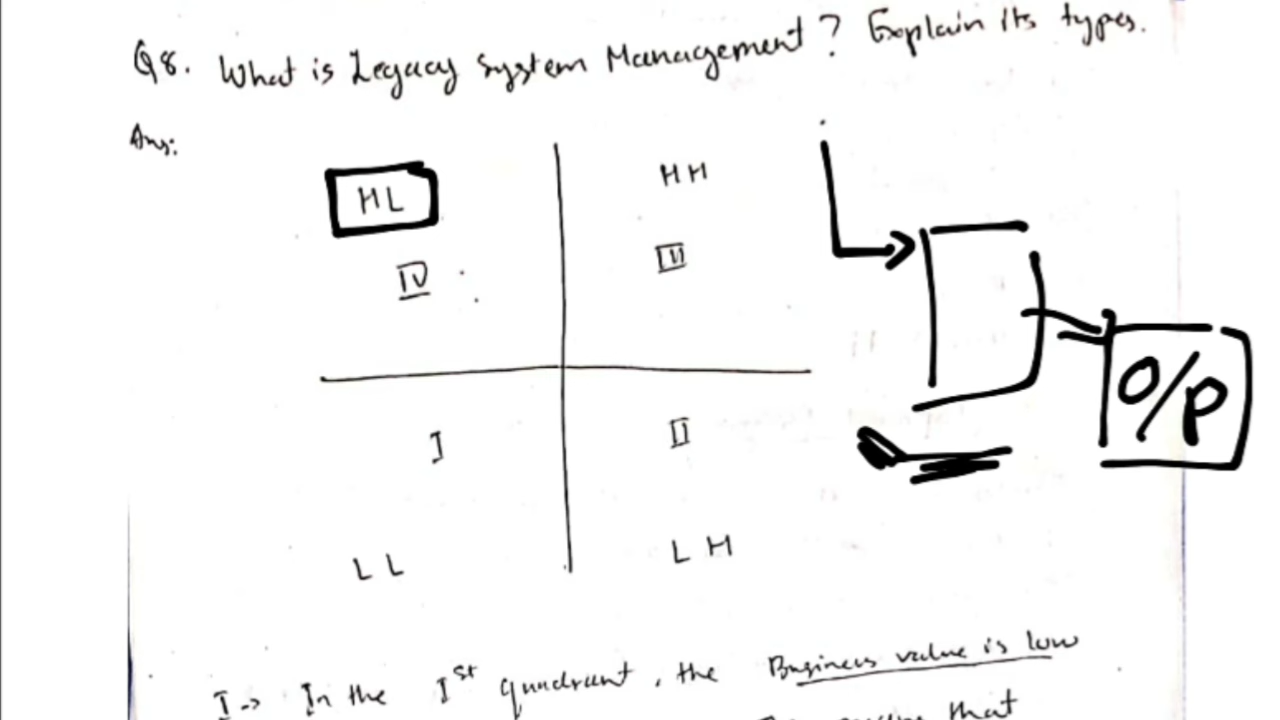 Q8. What is Legacy System Management? Explain its types.
Ans:
HL
HH
IV
III
O/P
I
II
LL
LH
I → In the Ist quadrant, the Business value is low
that